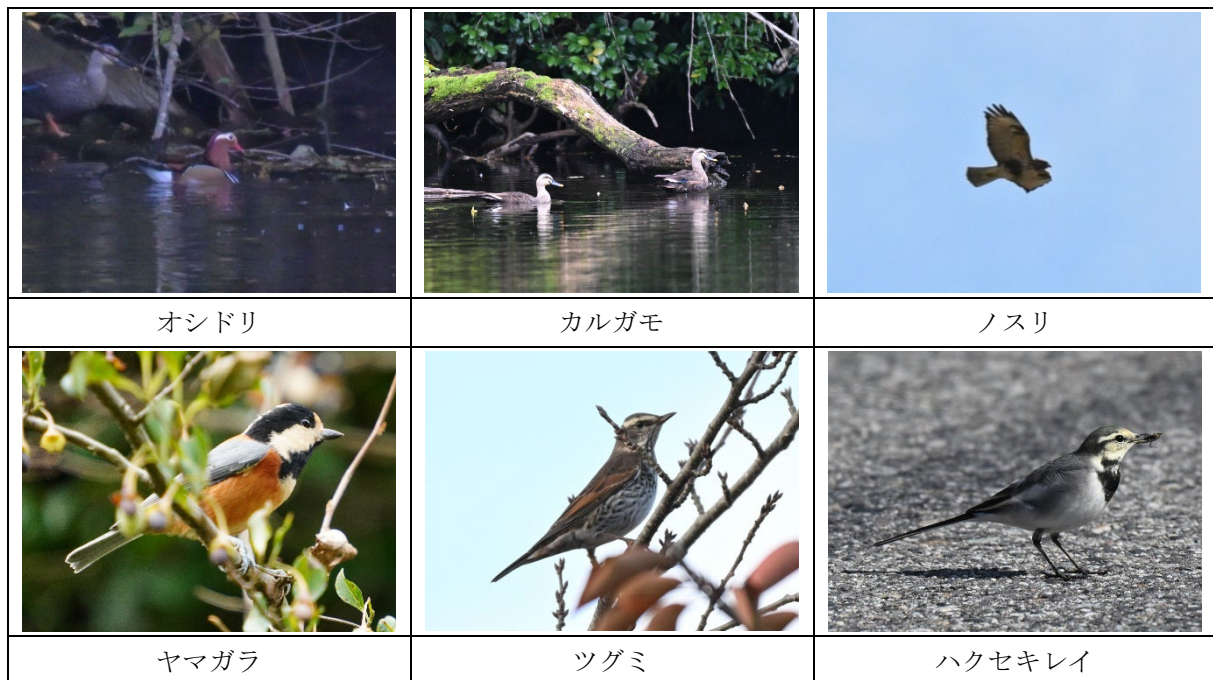 オシドリ
カルガモ
ノスリ
ヤマガラ
ツグミ
ハクセキレイ